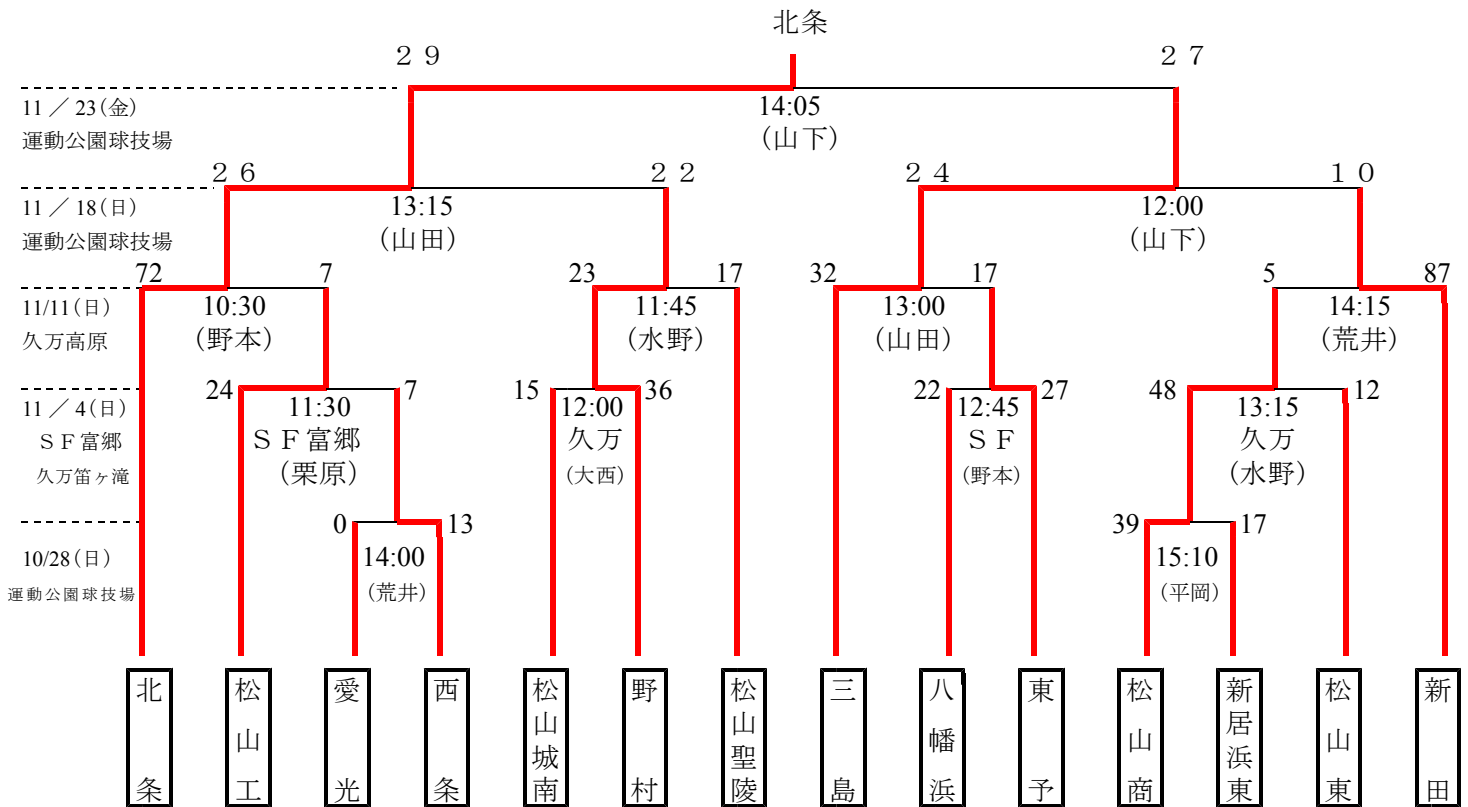 北条
２９
２７
11 ／ 23(金)
運動公園球技場
14:05
(山下)
２６
２２
２４
１０
11 ／ 18(日)
運動公園球技場
13:15
(山田)
12:00
(山下)
72
7
23
17
32
17
5
87
11/11(日)
久万高原
10:30
(野本)
11:45
(水野)
13:00
(山田)
14:15
(荒井)
24
7
15
36
22
27
48
12
11 ／ 4(日)
ＳＦ富郷
久万笛ヶ滝
11:30
ＳＦ富郷
(栗原)
12:00
久万
(大西)
12:45
ＳＦ
(野本)
13:15
久万
(水野)
0
13
39
17
10/28(日)
運動公園球技場
14:00
(荒井)
15:10
(平岡)
北条
松山工
愛光
西条
松山城南
野村
松山聖陵
三島
八幡浜
東予
松山商
新居浜東
松山東
新田